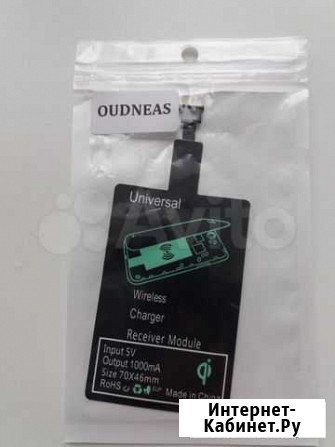 OUDNEAS
Universal
Wireless
Charger
Receiver Module
Input 5V
Output 1000mA
Size 70X46mm
RoHS
Made in China
qi
Avito
Интернет-
Кабинет.Ру